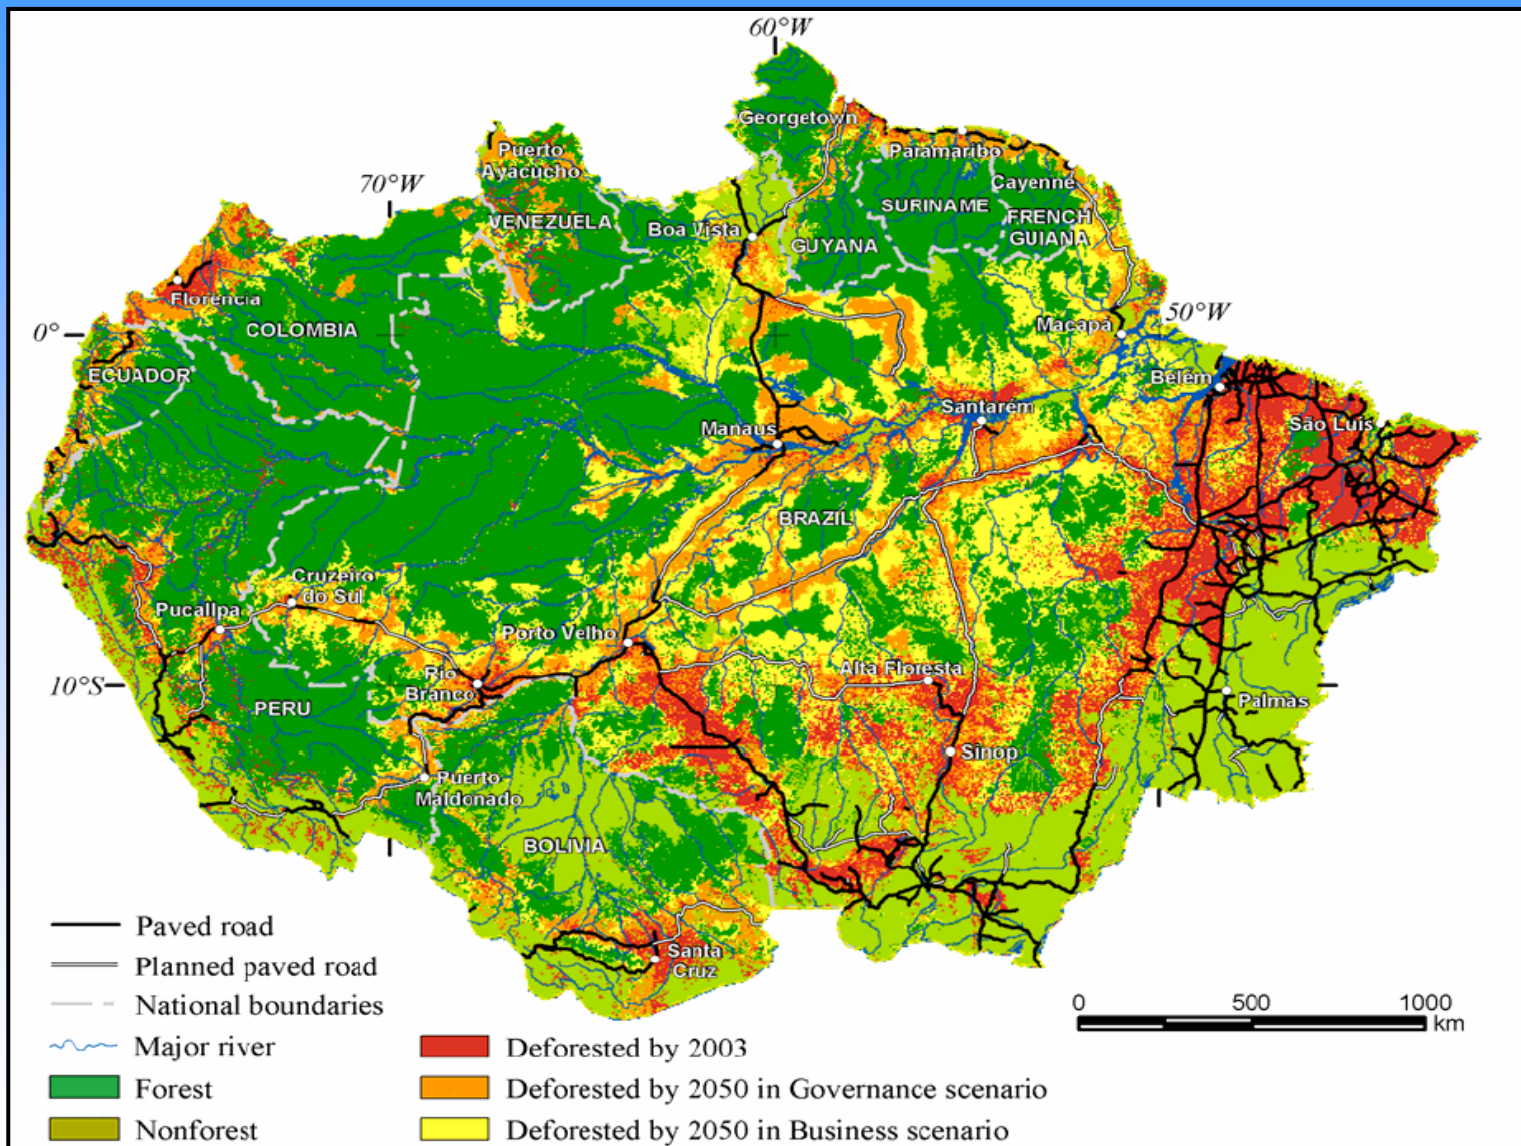 60°W
Georgetown
Puerto
Ayacucho
Paramaribo
70°W
Cayenne
VENEZUELA
SURINAME
FRENCH
GUIANA
Boa Vista
GUYANA
Florencia
COLOMBIA
50°W
Macapá
0°
ECUADOR
Belém
Santarém
São Luís
Manaus
BRAZIL
Cruzeiro
do Sul
Pucallpa
Porto Velho
Alta Floresta
Rio
Branco
10°S
PERU
Palmas
Sinop
Puerto
Maldonado
BOLIVIA
Santa
Cruz
Paved road
Planned paved road
National boundaries
Major river
Forest
Nonforest
Deforested by 2003
Deforested by 2050 in Governance scenario
Deforested by 2050 in Business scenario
0 500 1000
km